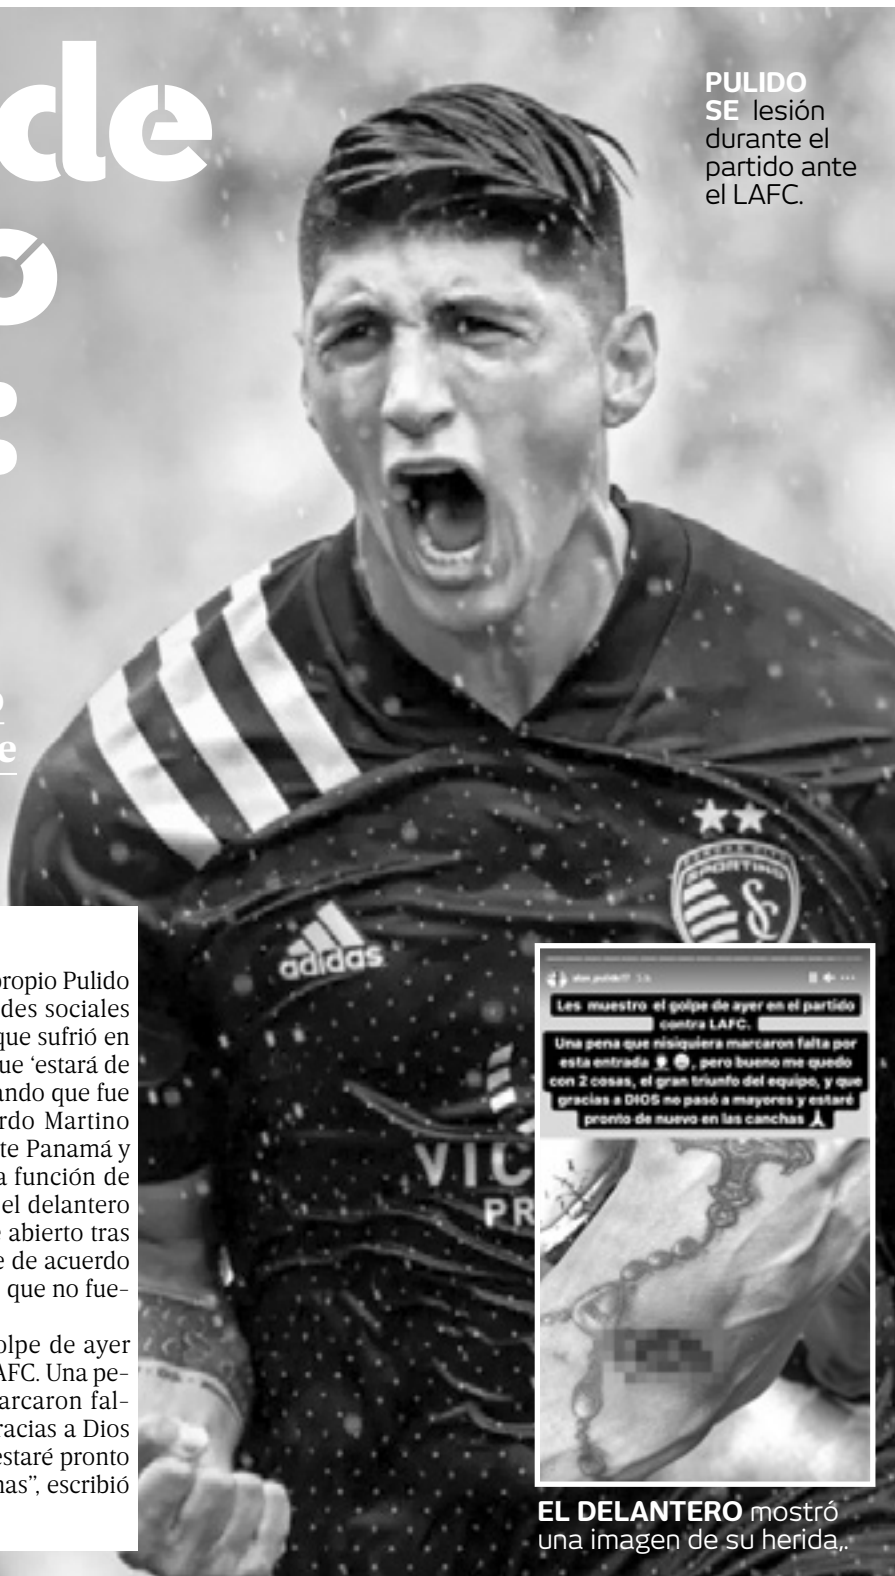 de
o
:
PULIDO
SE lesión
durante el
partido ante
el LAFC.
o
e
propio Pulido
des sociales
que sufrió en
ue ‘estará de
ando que fue
rdo Martino
te Panamá y
a función de
el delantero
e abierto tras
e de acuerdo
que no fue-
olpe de ayer
AFC. Una pe-
arcaron fal-
racias a Dios
estaré pronto
nas”, escribió
SPORTING
adidas
VIC
PR
Les muestro el golpe de ayer en el partido
contra LAFC.
Una pena que nisiquiera marcaron falta por
esta entrada, pero bueno me quedo
con 2 cosas, el gran triunfo del equipo, y que
gracias a DIOS no pasó a mayores y estaré
pronto de nuevo en las canchas
EL DELANTERO mostró
una imagen de su herida,.